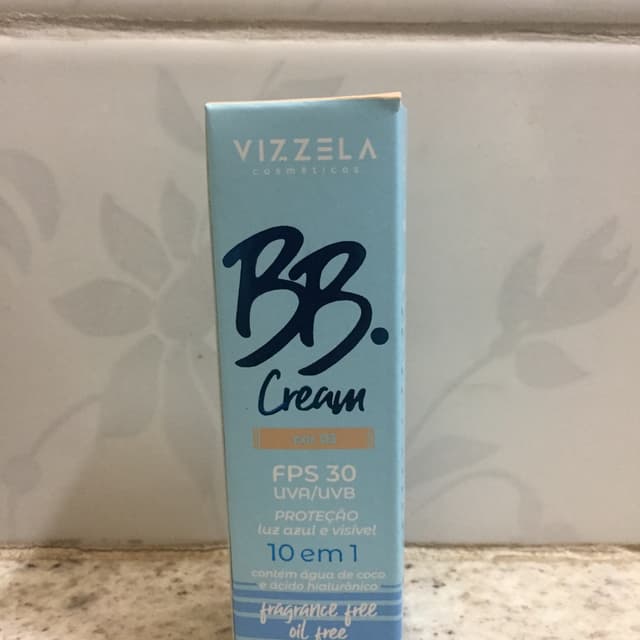 VIZZELA
cosméticos
BB.
Cream
FPS 30
UVA/UVB
PROTEÇÃO
luz azul e visível
10 em 1
contém água de coco
e ácido hialurônico
fragrance free
oil free